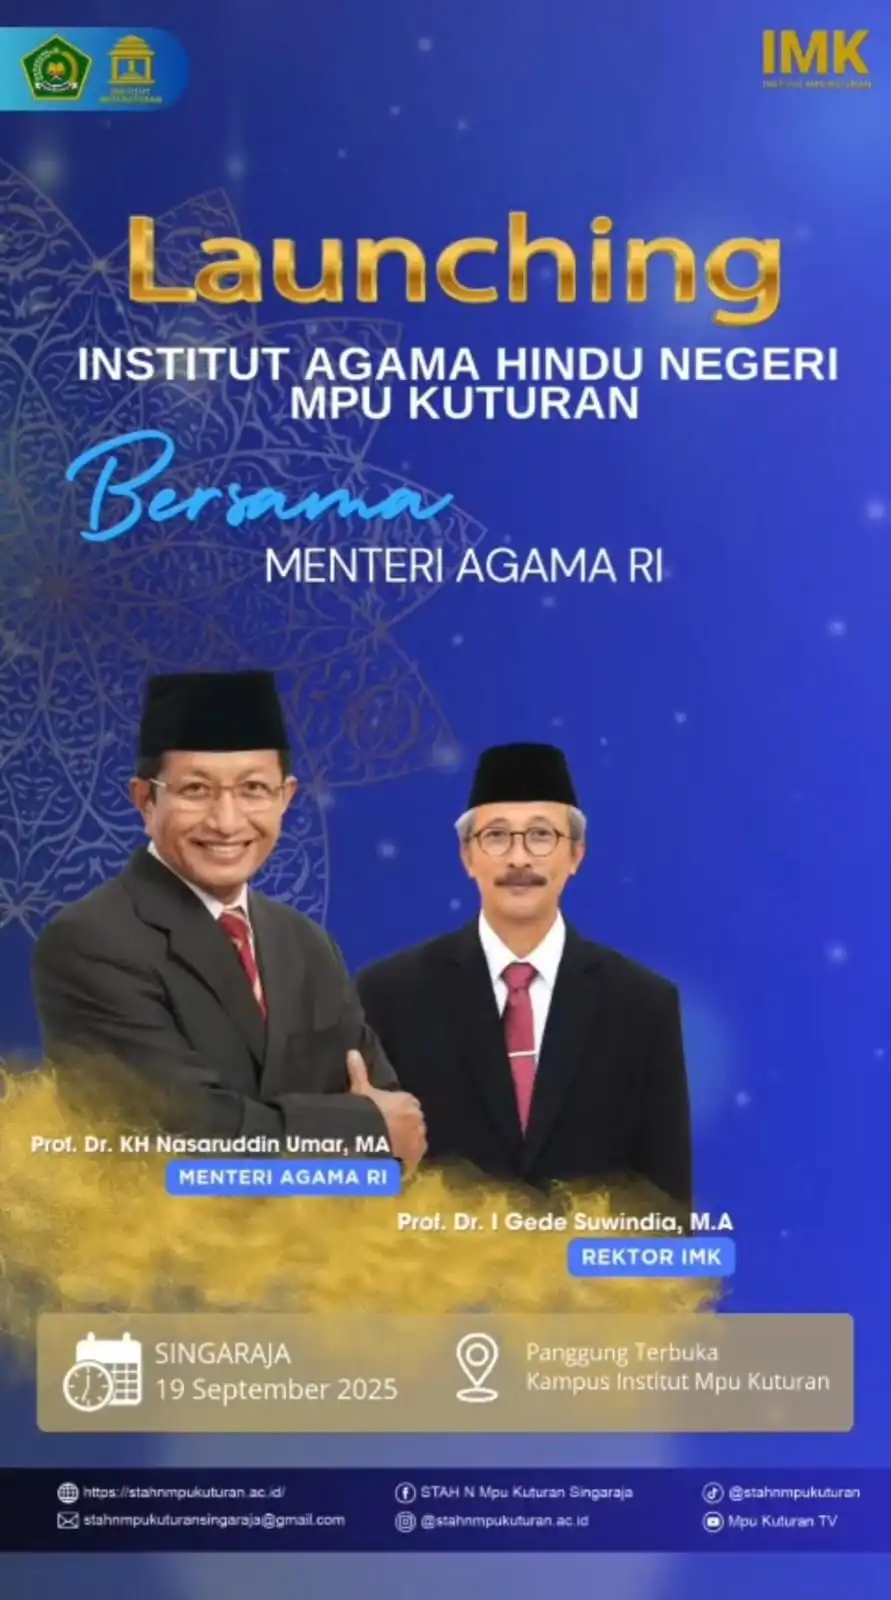 IMK
Launching
INSTITUT AGAMA HINDU NEGERI
MPU KUTURAN
Bersama
MENTERI AGAMA RI
Prof. Dr. KH Nasaruddin Umar, MA
MENTERI AGAMA RI
Prof. Dr. I Gede Suwindia, M.A
REKTOR IMK
SINGARAJA
19 September 2025
Panggung Terbuka
Kampus Institut Mpu Kuturan
https://stahnmpukuturan.ac.id/
STAH N Mpu Kuturan Singaraja
@stahnmpukuturan
stahnmpukuturansingaraja@gmail.com
@stahnmpukuturan.ac.id
Mpu Kuturan TV